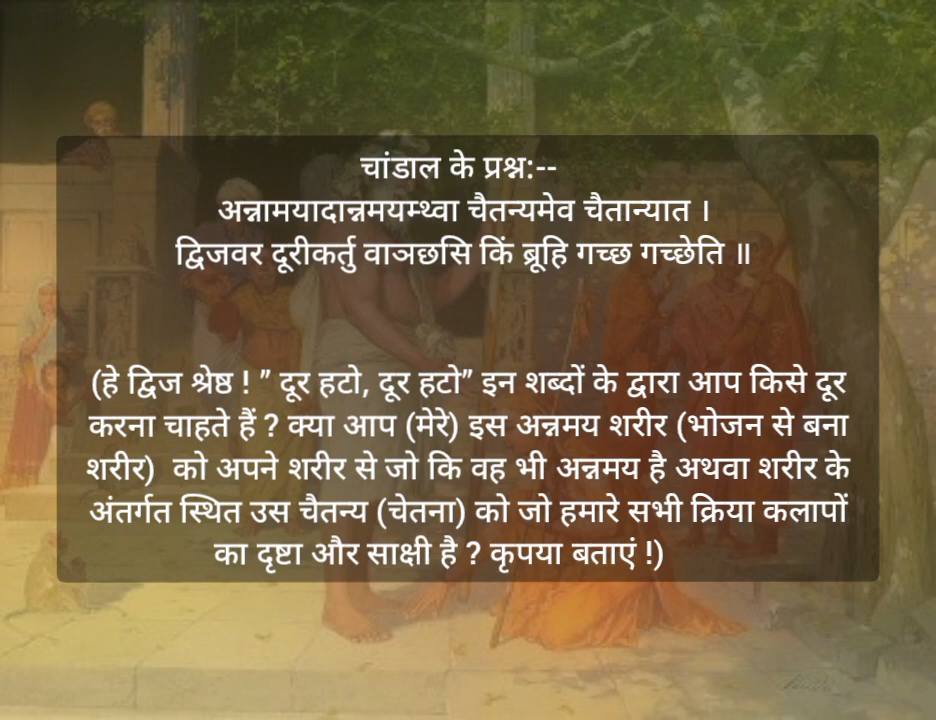 चांडाल के प्रश्न:--
अन्नामयादान्नमयम्थ्वा चैतन्यमेव चैतान्यात ।
द्विजवर दूरीकर्तु वाञछसि किं ब्रूहि गच्छ गच्छेति ॥
(हे द्विज श्रेष्ठ ! ” दूर हटो, दूर हटो” इन शब्दों के द्वारा आप किसे दूर
करना चाहते हैं ? क्या आप (मेरे) इस अन्नमय शरीर (भोजन से बना
शरीर) को अपने शरीर से जो कि वह भी अन्नमय है अथवा शरीर के
अंतर्गत स्थित उस चैतन्य (चेतना) को जो हमारे सभी क्रिया कलापों
का दृष्टा और साक्षी है ? कृपया बताएं !)